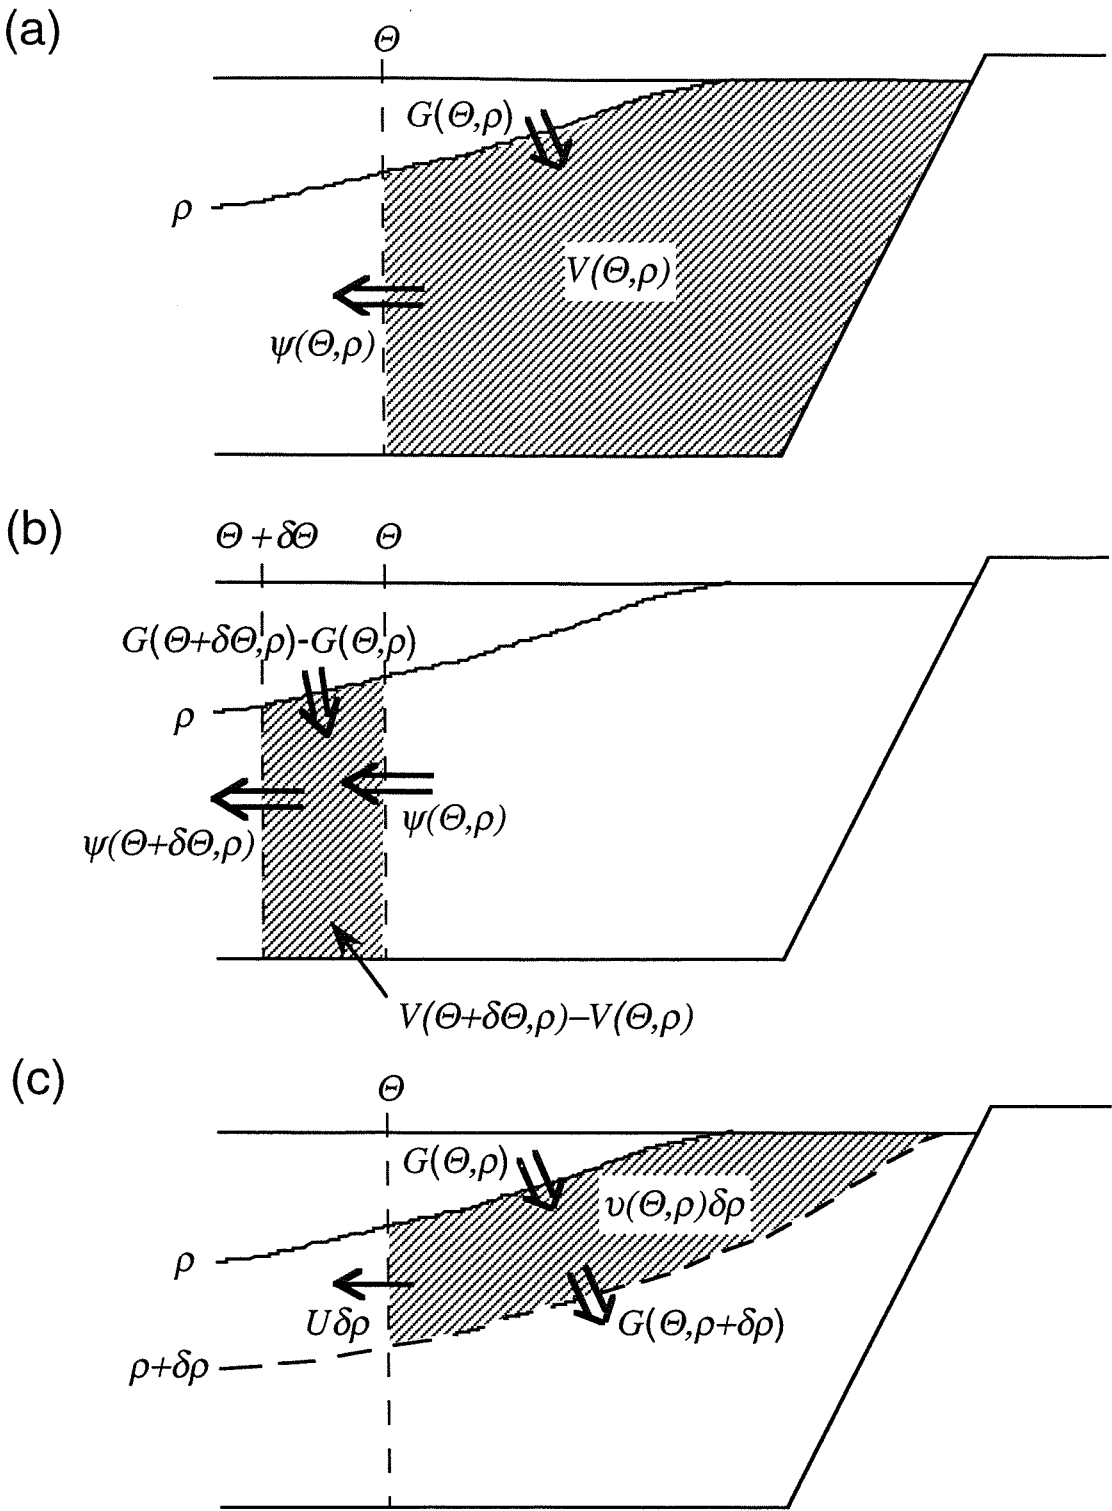 (a)
Θ
G(Θ,ρ)
ρ
V(Θ,ρ)
ψ(Θ,ρ)
(b)
Θ + δΘ Θ
G(Θ+δΘ,ρ)-G(Θ,ρ)
ρ
ψ(Θ,ρ)
ψ(Θ+δΘ,ρ)
V(Θ+δΘ,ρ)–V(Θ,ρ)
(c)
Θ
G(Θ,ρ)
υ(Θ,ρ)δρ
ρ
Uδρ
G(Θ,ρ+δρ)
ρ+δρ